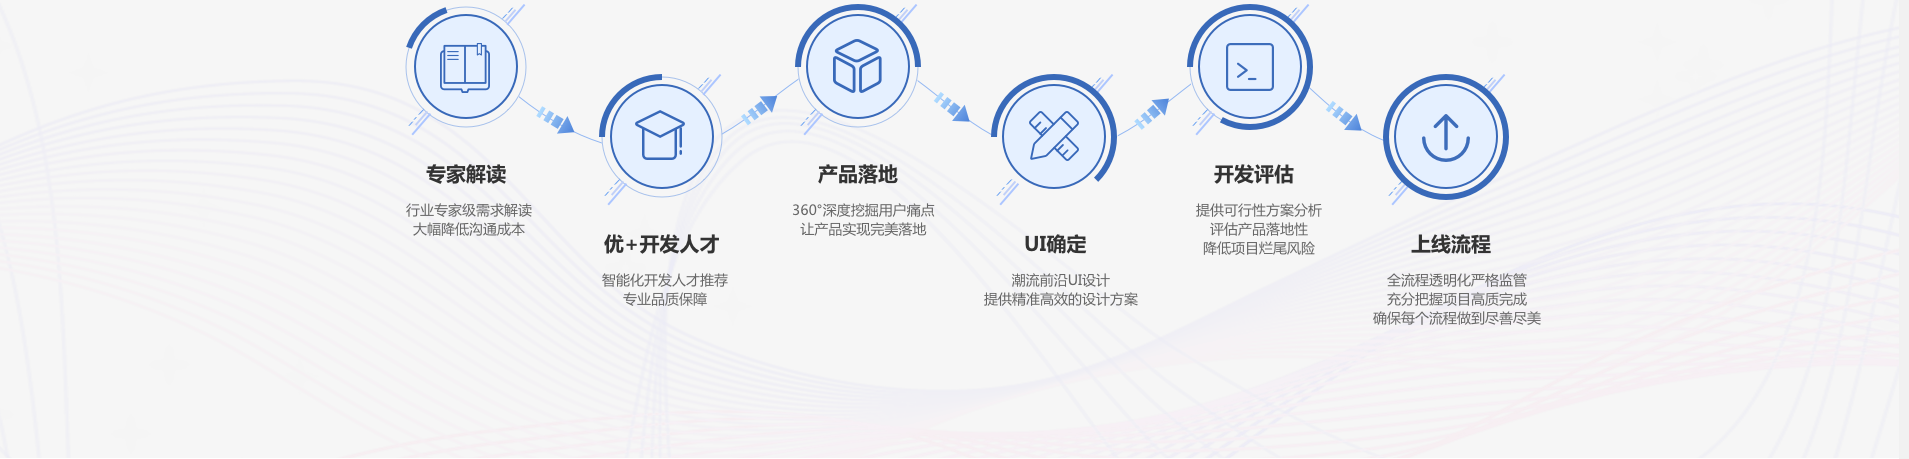 专家解读
行业专家级需求解读
大幅降低沟通成本
优+开发人才
智能化开发人才推荐
专业品质保障
产品落地
360°深度挖掘用户痛点
让产品实现完美落地
UI确定
潮流前沿UI设计
提供精准高效的设计方案
开发评估
提供可行性方案分析
评估产品落地性
降低项目烂尾风险
上线流程
全流程透明化严格监管
充分把握项目高质完成
确保每个流程做到尽善尽美